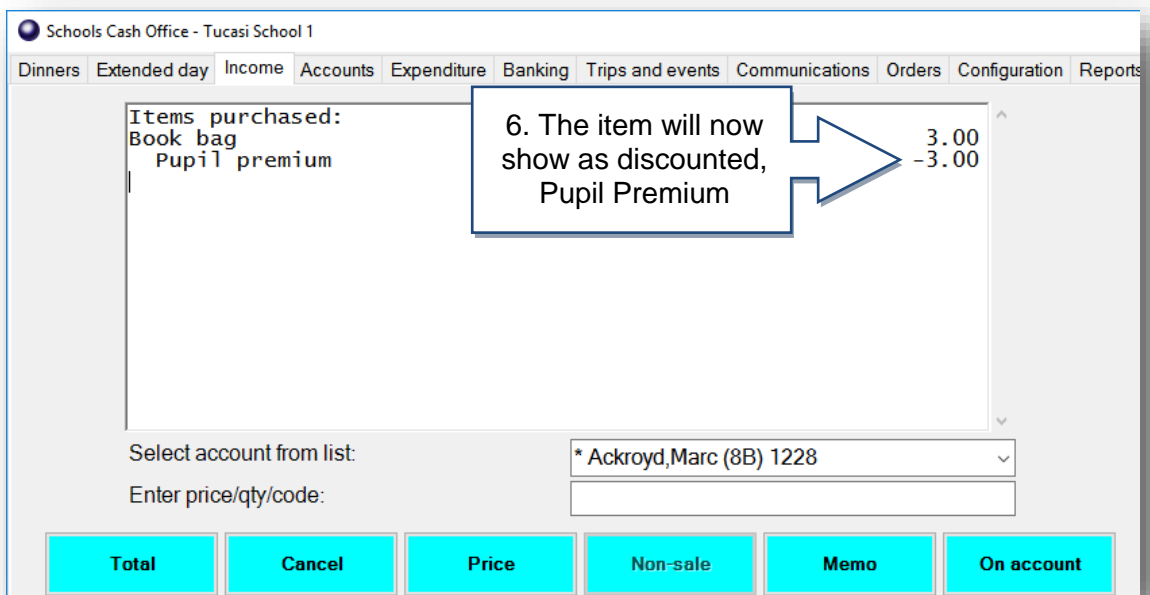 Schools Cash Office - Tucasi School 1
Dinners Extended day Income Accounts Expenditure Banking Trips and events Communications Orders Configuration Reports
Items purchased:
Book bag 3.00
Pupil premium -3.00
6. The item will now
show as discounted,
Pupil Premium
Select account from list: * Ackroyd,Marc (8B) 1228
Enter price/qty/code:
Total Cancel Price Non-sale Memo On account